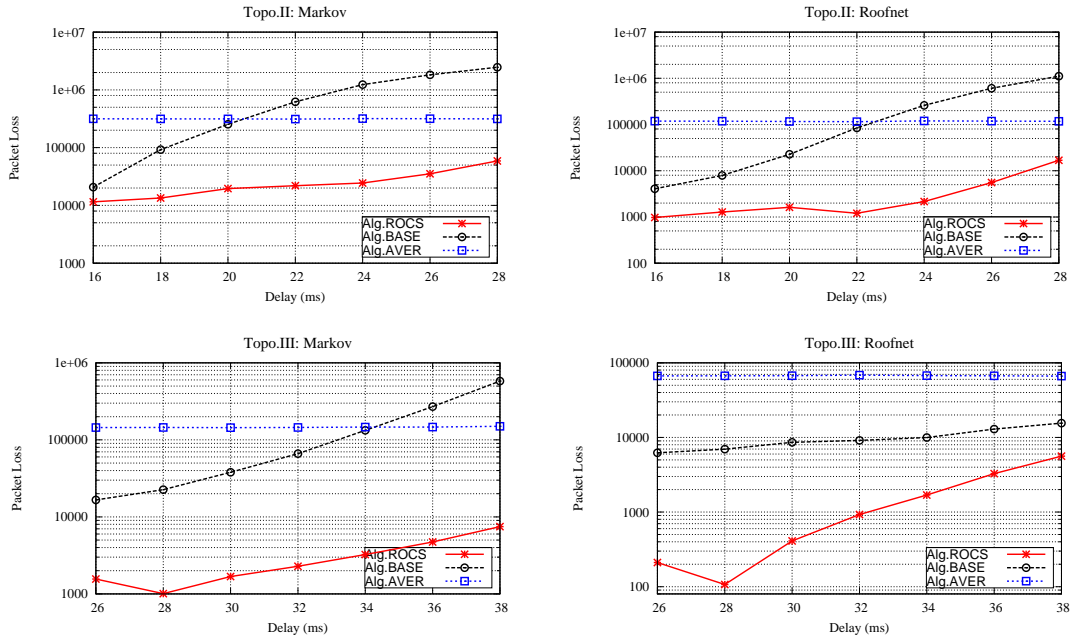 Topo.II: Markov
1e+07
1e+06
100000
10000
1000
Packet Loss
16 18 20 22 24 26 28
Delay (ms)
Alg.ROCS
Alg.BASE
Alg.AVER
Topo.II: Roofnet
1e+07
1e+06
100000
10000
1000
100
Packet Loss
16 18 20 22 24 26 28
Delay (ms)
Alg.ROCS
Alg.BASE
Alg.AVER
Topo.III: Markov
1e+06
100000
10000
1000
Packet Loss
26 28 30 32 34 36 38
Delay (ms)
Alg.ROCS
Alg.BASE
Alg.AVER
Topo.III: Roofnet
100000
10000
1000
100
Packet Loss
26 28 30 32 34 36 38
Delay (ms)
Alg.ROCS
Alg.BASE
Alg.AVER